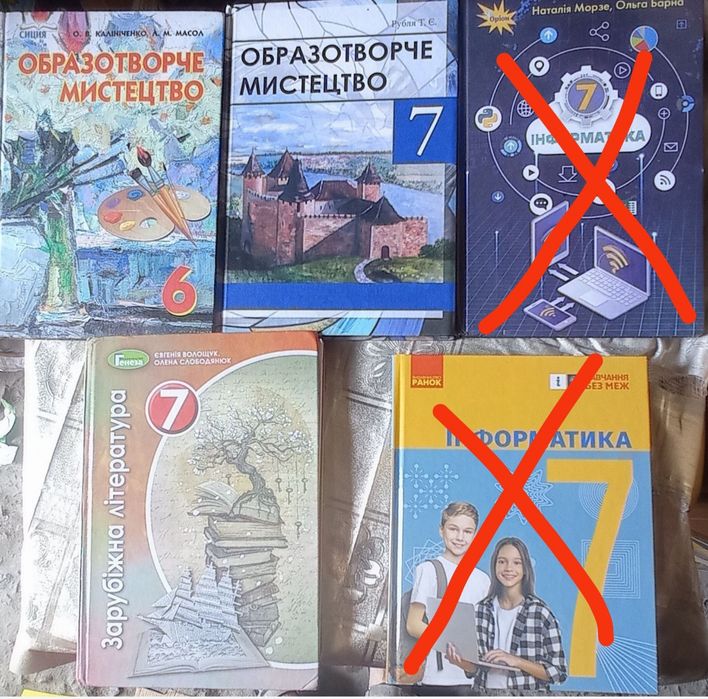 О. В. КАЛІНІЧЕНКО, Л. М. МАСОЛ
ОБРАЗОТВОРЧЕ
МИСТЕЦТВО
6
Рубля Т. Є.
ОБРАЗОТВОРЧЕ
МИСТЕЦТВО
7
Оріон
Наталія Морзе, Ольга Барна
7
ІНФОРМАТИКА
Генеза
ЄВГЕНІЯ ВОЛОЩУК,
ОЛЕНА СЛОБОДЯНЮК
7
Зарубіжна література
РАНОК
БЕЗ МЕЖ
ІНФОРМАТИКА
7